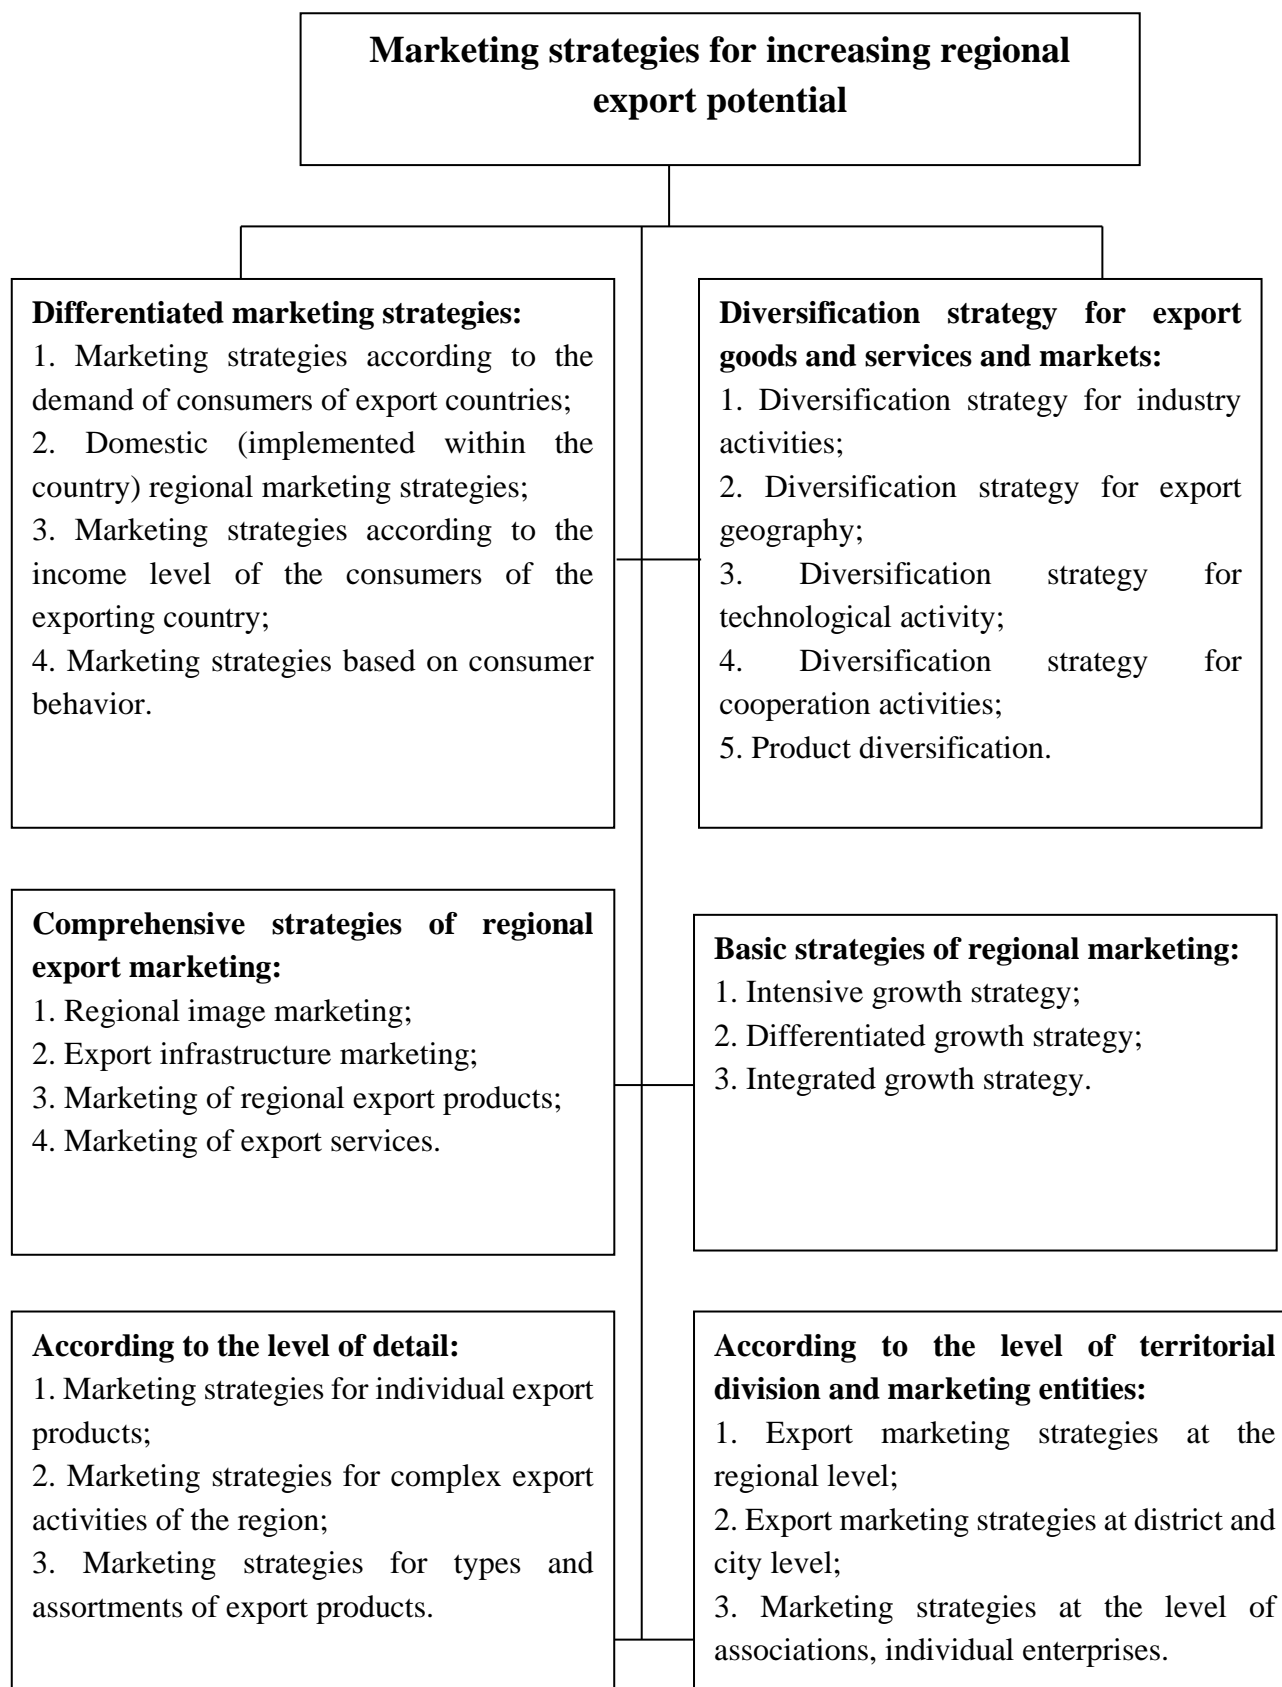 Marketing strategies for increasing regional
export potential
Differentiated marketing strategies:
1. Marketing strategies according to the
demand of consumers of export countries;
2. Domestic (implemented within the
country) regional marketing strategies;
3. Marketing strategies according to the
income level of the consumers of the
exporting country;
4. Marketing strategies based on consumer
behavior.
Diversification strategy for export
goods and services and markets:
1. Diversification strategy for industry
activities;
2. Diversification strategy for export
geography;
3. Diversification strategy for
technological activity;
4. Diversification strategy for
cooperation activities;
5. Product diversification.
Comprehensive strategies of regional
export marketing:
1. Regional image marketing;
2. Export infrastructure marketing;
3. Marketing of regional export products;
4. Marketing of export services.
Basic strategies of regional marketing:
1. Intensive growth strategy;
2. Differentiated growth strategy;
3. Integrated growth strategy.
According to the level of detail:
1. Marketing strategies for individual export
products;
2. Marketing strategies for complex export
activities of the region;
3. Marketing strategies for types and
assortments of export products.
According to the level of territorial
division and marketing entities:
1. Export marketing strategies at the
regional level;
2. Export marketing strategies at district and
city level;
3. Marketing strategies at the level of
associations, individual enterprises.